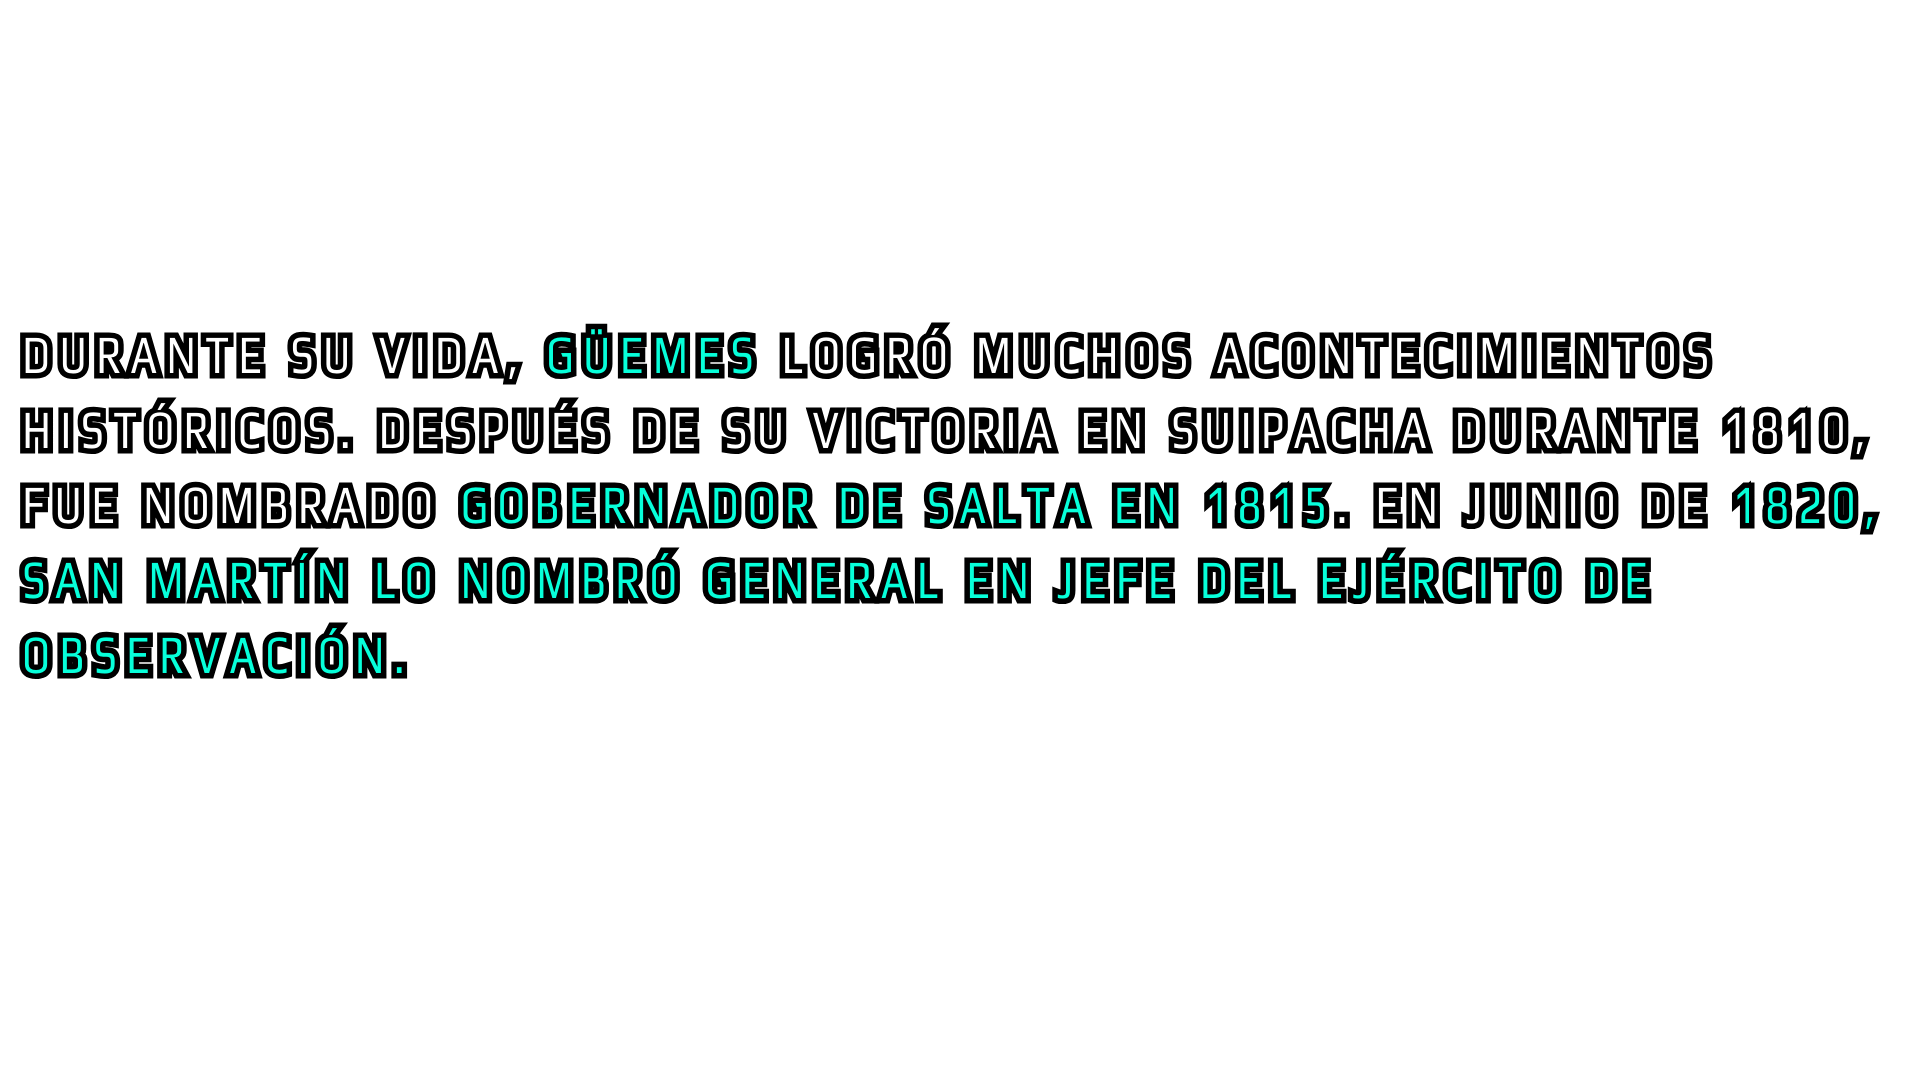 DURANTE SU VIDA, GÜEMES LOGRÓ MUCHOS ACONTECIMIENTOS
HISTÓRICOS. DESPUÉS DE SU VICTORIA EN SUIPACHA DURANTE 1810,
FUE NOMBRADO GOBERNADOR DE SALTA EN 1815. EN JUNIO DE 1820,
SAN MARTÍN LO NOMBRÓ GENERAL EN JEFE DEL EJÉRCITO DE
OBSERVACIÓN.